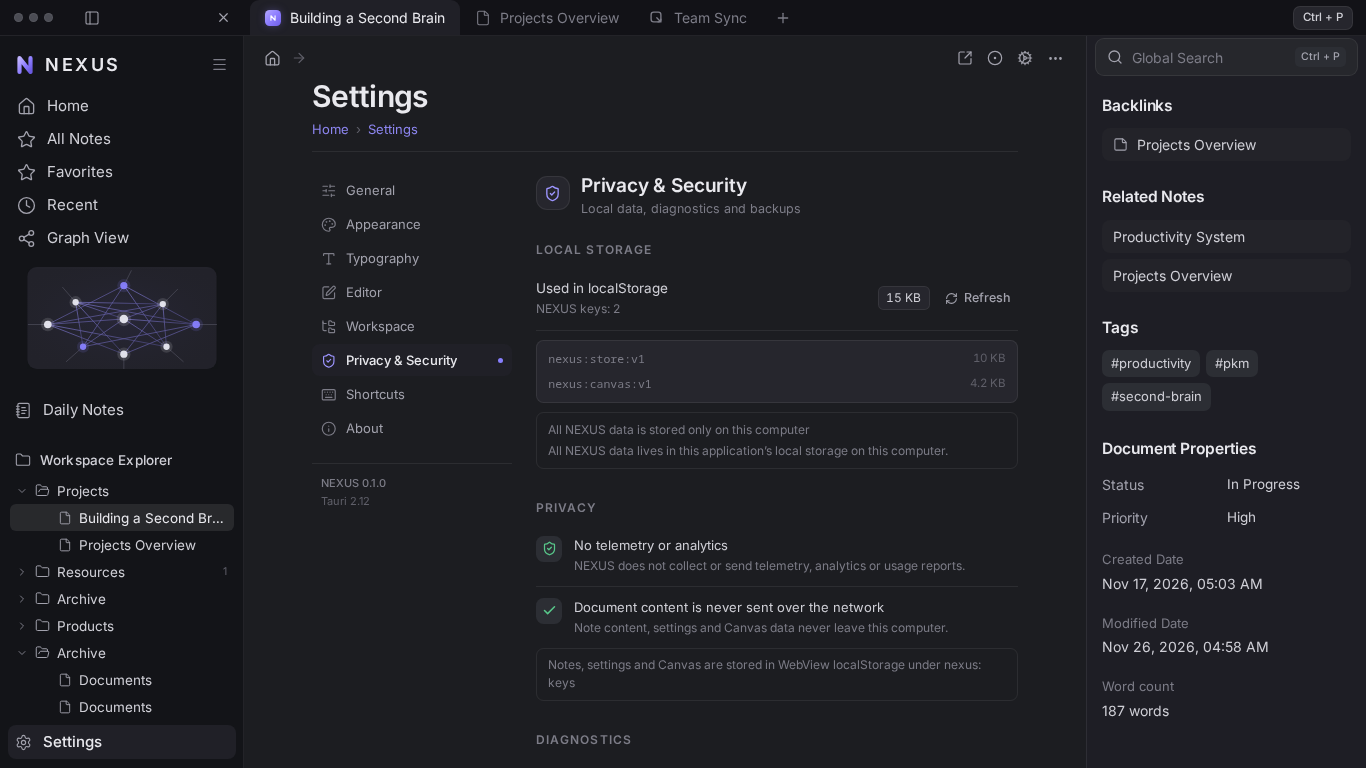 Building a Second Brain
Projects Overview
Team Sync
Ctrl + P
NEXUS
Home
All Notes
Favorites
Recent
Graph View
Daily Notes
Workspace Explorer
Projects
Building a Second Br...
Projects Overview
Resources 1
Archive
Products
Archive
Documents
Documents
Settings
Settings
Home › Settings
General
Appearance
Typography
Editor
Workspace
Privacy & Security
Shortcuts
About
NEXUS 0.1.0
Tauri 2.12
Privacy & Security
Local data, diagnostics and backups
LOCAL STORAGE
Used in localStorage
NEXUS keys: 2
15 KB
Refresh
nexus:store:v1 10 KB
nexus:canvas:v1 4.2 KB
All NEXUS data is stored only on this computer
All NEXUS data lives in this application's local storage on this computer.
PRIVACY
No telemetry or analytics
NEXUS does not collect or send telemetry, analytics or usage reports.
Document content is never sent over the network
Note content, settings and Canvas data never leave this computer.
Notes, settings and Canvas are stored in WebView localStorage under nexus:
keys
DIAGNOSTICS
Global Search Ctrl + P
Backlinks
Projects Overview
Related Notes
Productivity System
Projects Overview
Tags
#productivity #pkm
#second-brain
Document Properties
Status In Progress
Priority High
Created Date
Nov 17, 2026, 05:03 AM
Modified Date
Nov 26, 2026, 04:58 AM
Word count
187 words